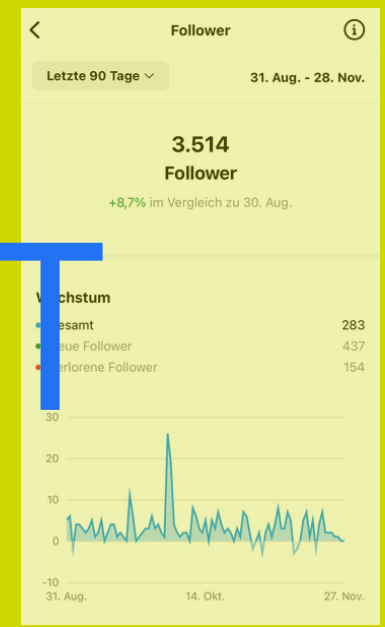 Follower
Letzte 90 Tage
31. Aug. - 28. Nov.
3.514
Follower
+8,7% im Vergleich zu 30. Aug.
T
chstum
esamt 283
eue Follower 437
erlorene Follower 154
30
20
10
0
-10
31. Aug. 14. Okt. 27. Nov.